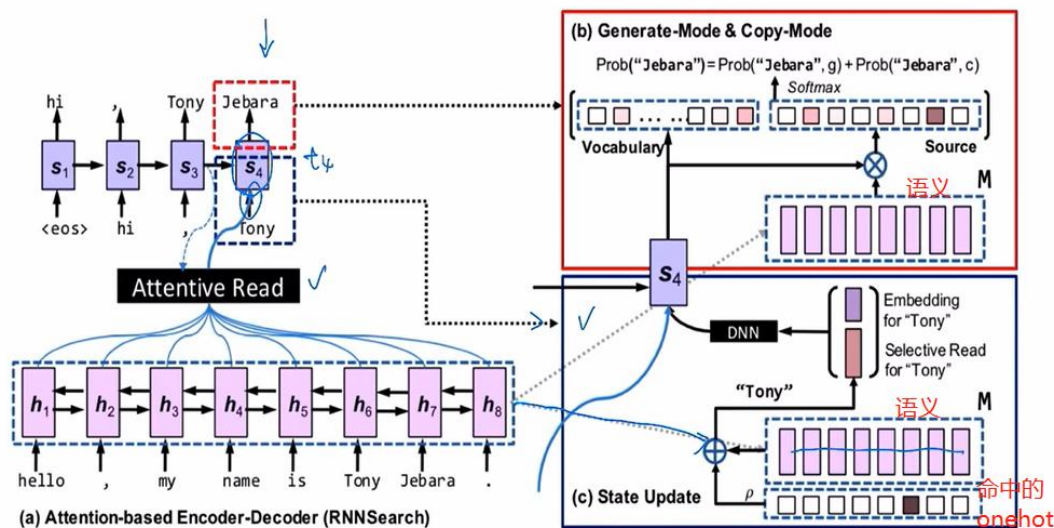 (b) Generate-Mode & Copy-Mode
Prob("Jebara") = Prob("Jebara", g) + Prob("Jebara", c)
Softmax
... ...
Vocabulary
Source
语义 M
hi , Tony Jebara
s1 s2 s3 s4 t4
<eos> hi , Tony
Attentive Read
h1 h2 h3 h4 h5 h6 h7 h8
hello , my name is Tony Jebara .
(a) Attention-based Encoder-Decoder (RNNSearch)
s4
DNN
Embedding
for "Tony"
Selective Read
for "Tony"
"Tony"
语义 M
ρ
命中的
onehot
(c) State Update